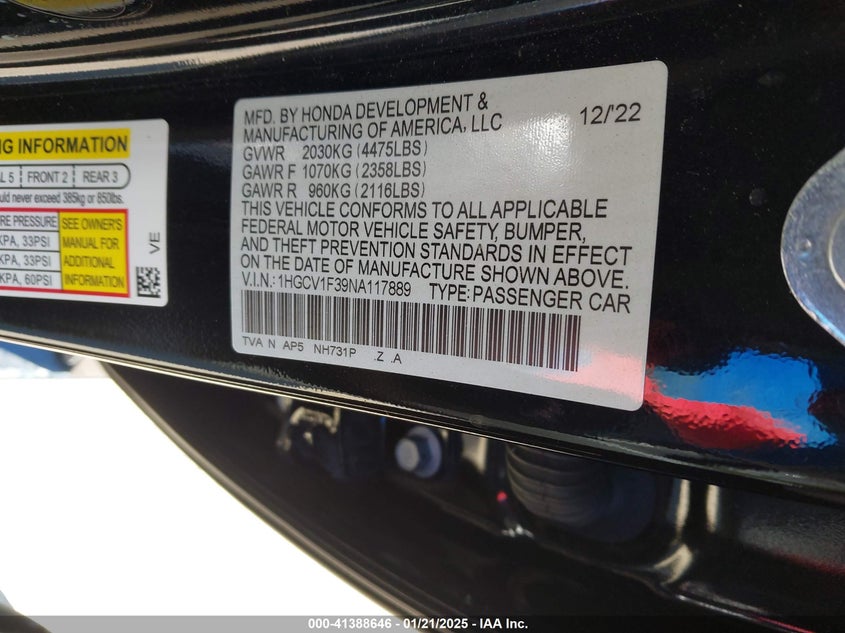 NG INFORMATION
AL 5 FRONT 2 REAR 3
uld never exceed 385kg or 850lbs.
RE PRESSURE SEE OWNER'S
KPA, 33PSI MANUAL FOR
KPA, 33PSI ADDITIONAL
KPA, 60PSI INFORMATION
VE
MFD. BY HONDA DEVELOPMENT & 12/'22
MANUFACTURING OF AMERICA, LLC
GVWR 2030KG (4475LBS)
GAWR F 1070KG (2358LBS)
GAWR R 960KG (2116LBS)
THIS VEHICLE CONFORMS TO ALL APPLICABLE
FEDERAL MOTOR VEHICLE SAFETY, BUMPER,
AND THEFT PREVENTION STANDARDS IN EFFECT
ON THE DATE OF MANUFACTURE SHOWN ABOVE.
V.I.N.: 1HGCV1F39NA117889 TYPE: PASSENGER CAR
TVA N AP5 NH731P .Z .A
000-41388646 - 01/21/2025 - IAA Inc.